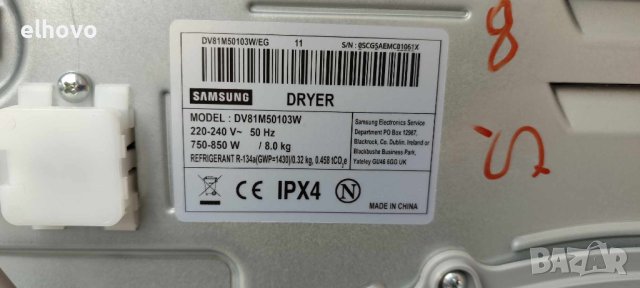 elhovo
DV81M50103W/EG 11 S/N : 0SCG5AEMC01061X
SAMSUNG DRYER
MODEL : DV81M50103W
220-240 V~ 50 Hz
750-850 W / 8.0 kg
REFRIGERANT R-134a(GWP=1430)/0.32 kg, 0.458 tCO₂e
Samsung Electronics Service
Department PO Box 12987,
Blackrock, Co. Dublin, Ireland or
Blackbushe Business Park,
Yateley GU46 6GG UK
CE IPX4 N
MADE IN CHINA
8
S
BAZAR